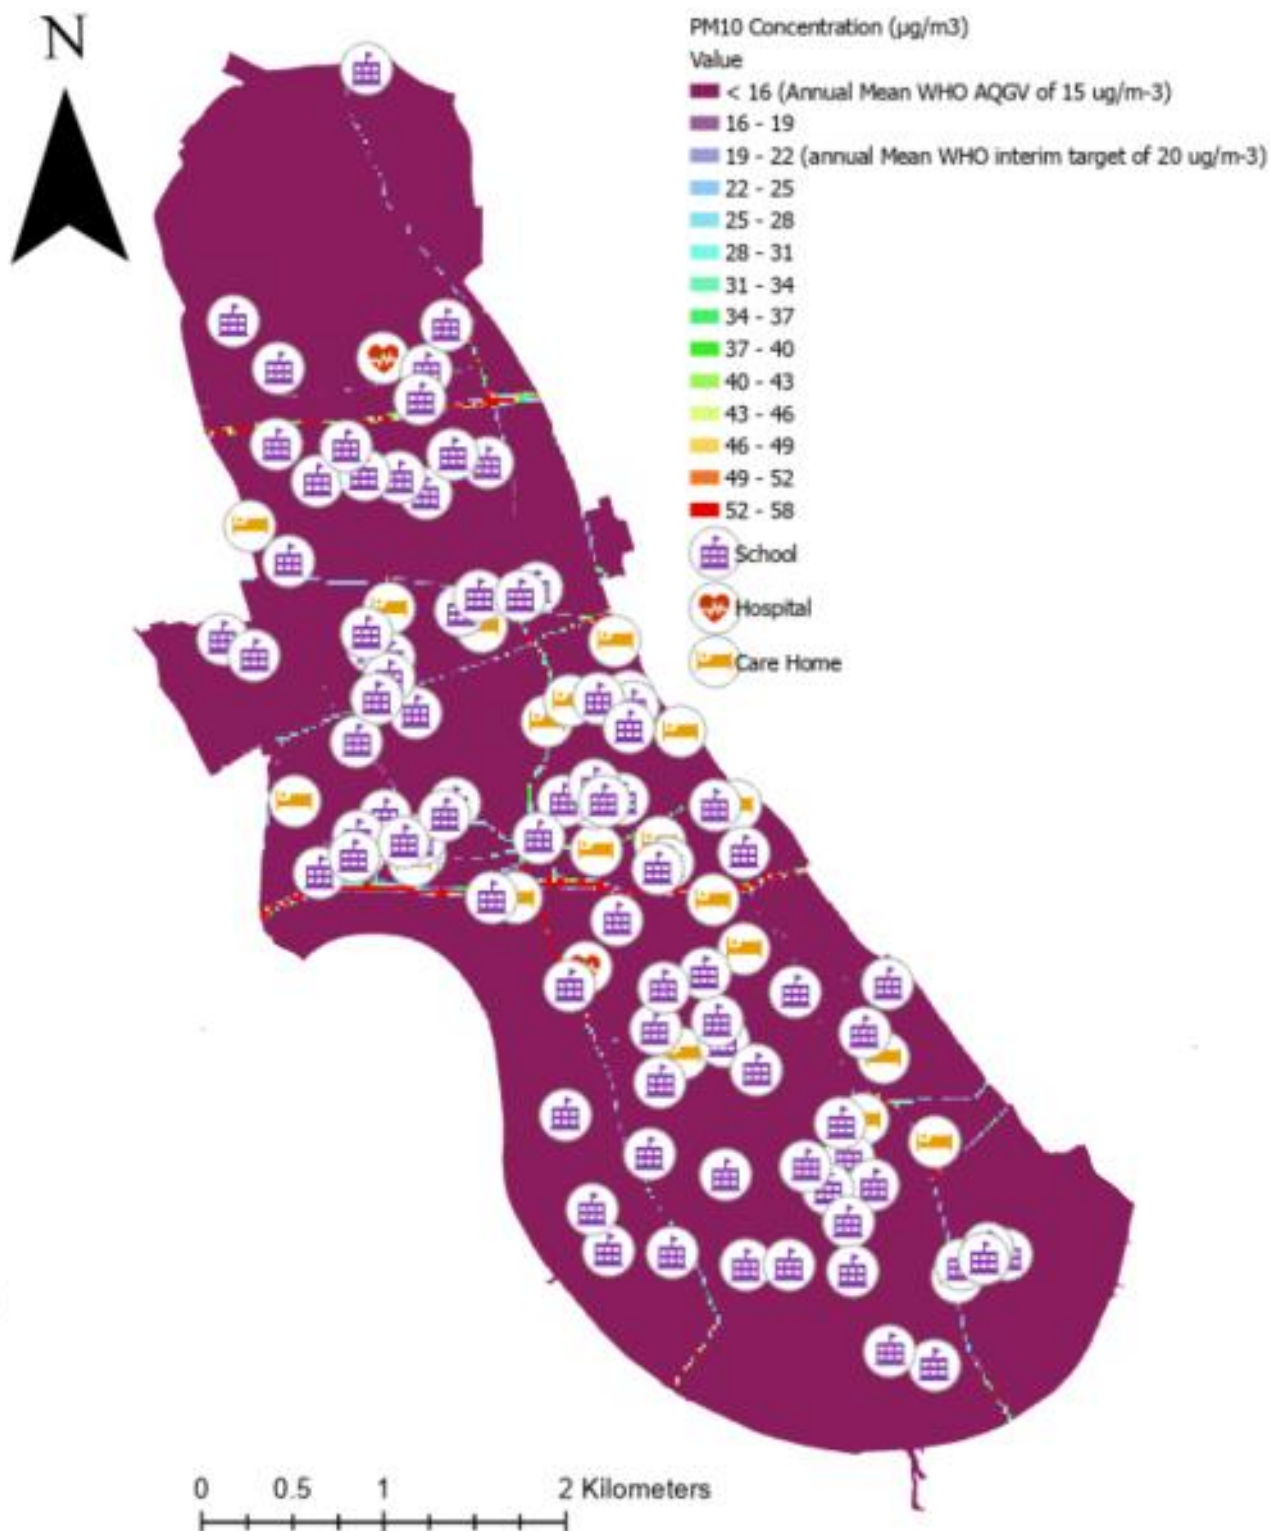 N
PM10 Concentration (µg/m3)
Value
< 16 (Annual Mean WHO AQGV of 15 ug/m-3)
16 - 19
19 - 22 (annual Mean WHO interim target of 20 ug/m-3)
22 - 25
25 - 28
28 - 31
31 - 34
34 - 37
37 - 40
40 - 43
43 - 46
46 - 49
49 - 52
52 - 58
School
Hospital
Care Home
0 0.5 1 2 Kilometers